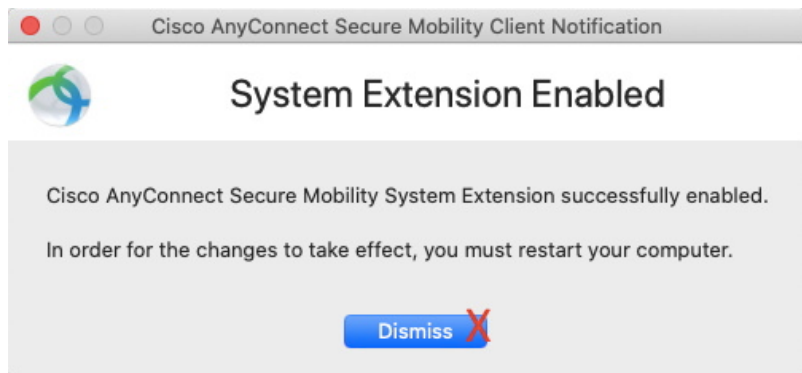 Cisco AnyConnect Secure Mobility Client Notification
System Extension Enabled
Cisco AnyConnect Secure Mobility System Extension successfully enabled.
In order for the changes to take effect, you must restart your computer.
Dismiss X